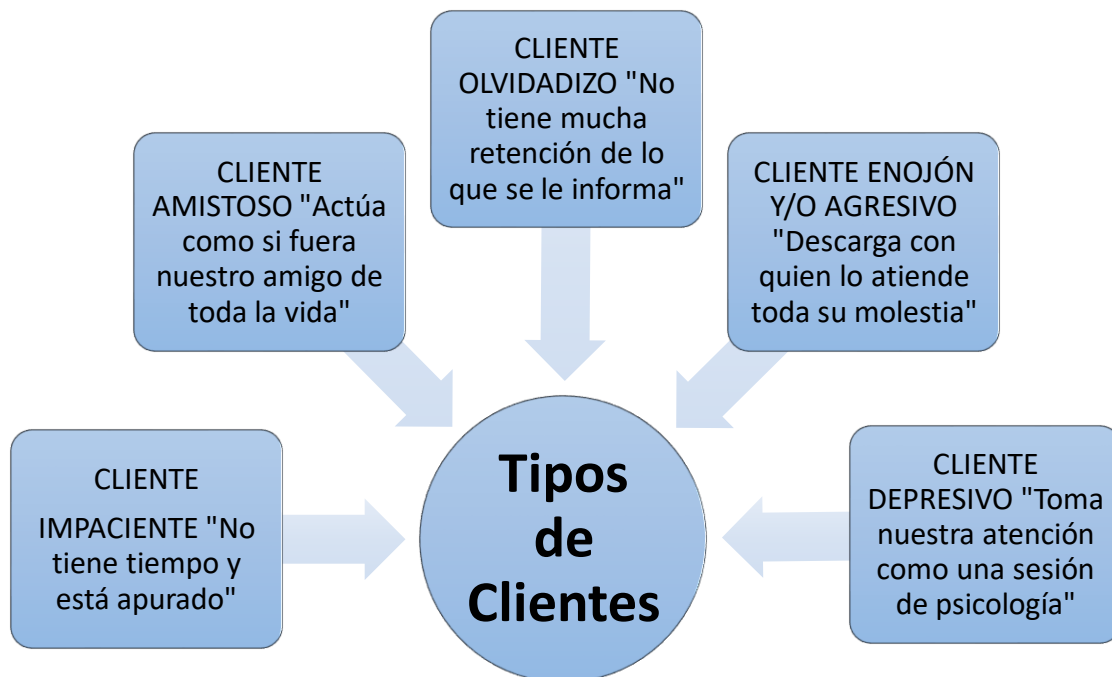 CLIENTE
OLVIDADIZO "No
tiene mucha
retención de lo
que se le informa"
CLIENTE
AMISTOSO "Actúa
como si fuera
nuestro amigo de
toda la vida"
CLIENTE ENOJÓN
Y/O AGRESIVO
"Descarga con
quien lo atiende
toda su molestia"
CLIENTE
IMPACIENTE "No
tiene tiempo y
está apurado"
Tipos
de
Clientes
CLIENTE
DEPRESIVO "Toma
nuestra atención
como una sesión
de psicología"